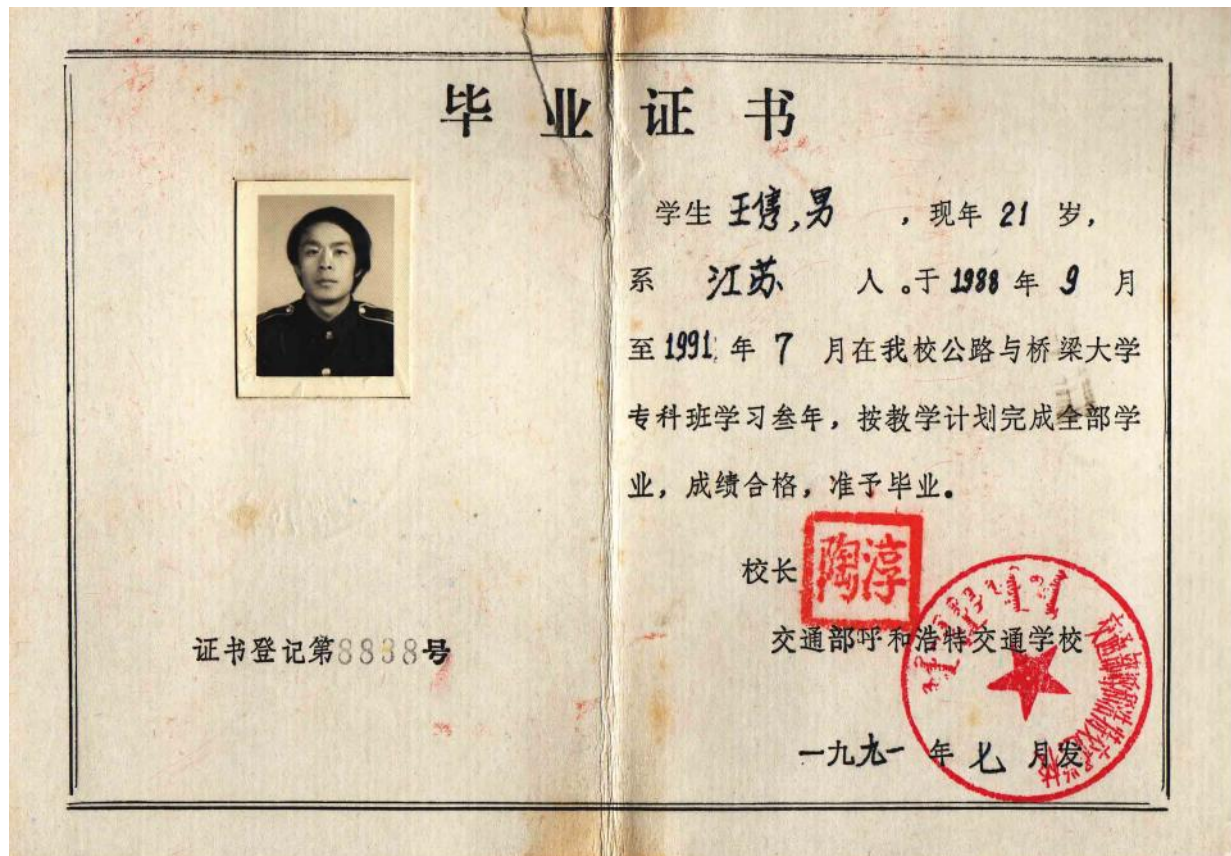 毕业证书
学生 王隽,男 ,现年 21 岁,
系 江苏 人。于 1988 年 9 月
至 1991 年 7 月在我校公路与桥梁大学
专科班学习叁年,按教学计划完成全部学
业,成绩合格,准予毕业。
校长 陶淳
交通部呼和浩特交通学校
证书登记第8838号
一九九一 年 七 月发